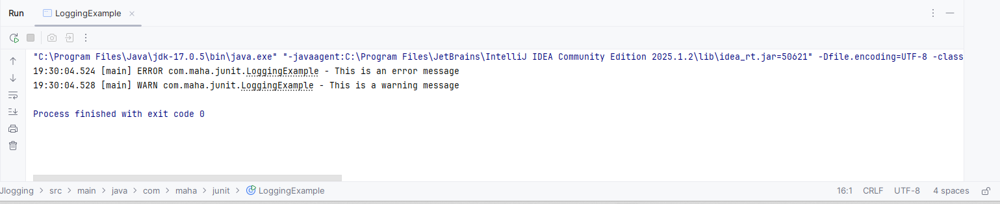 Run LoggingExample
"C:\Program Files\Java\jdk-17.0.5\bin\java.exe" "-javaagent:C:\Program Files\JetBrains\IntelliJ IDEA Community Edition 2025.1.2\lib\idea_rt.jar=50621" -Dfile.encoding=UTF-8 -class
19:30:04.524 [main] ERROR com.maha.junit.LoggingExample - This is an error message
19:30:04.528 [main] WARN com.maha.junit.LoggingExample - This is a warning message
Process finished with exit code 0
Jlogging > src > main > java > com > maha > junit > LoggingExample 16:1 CRLF UTF-8 4 spaces